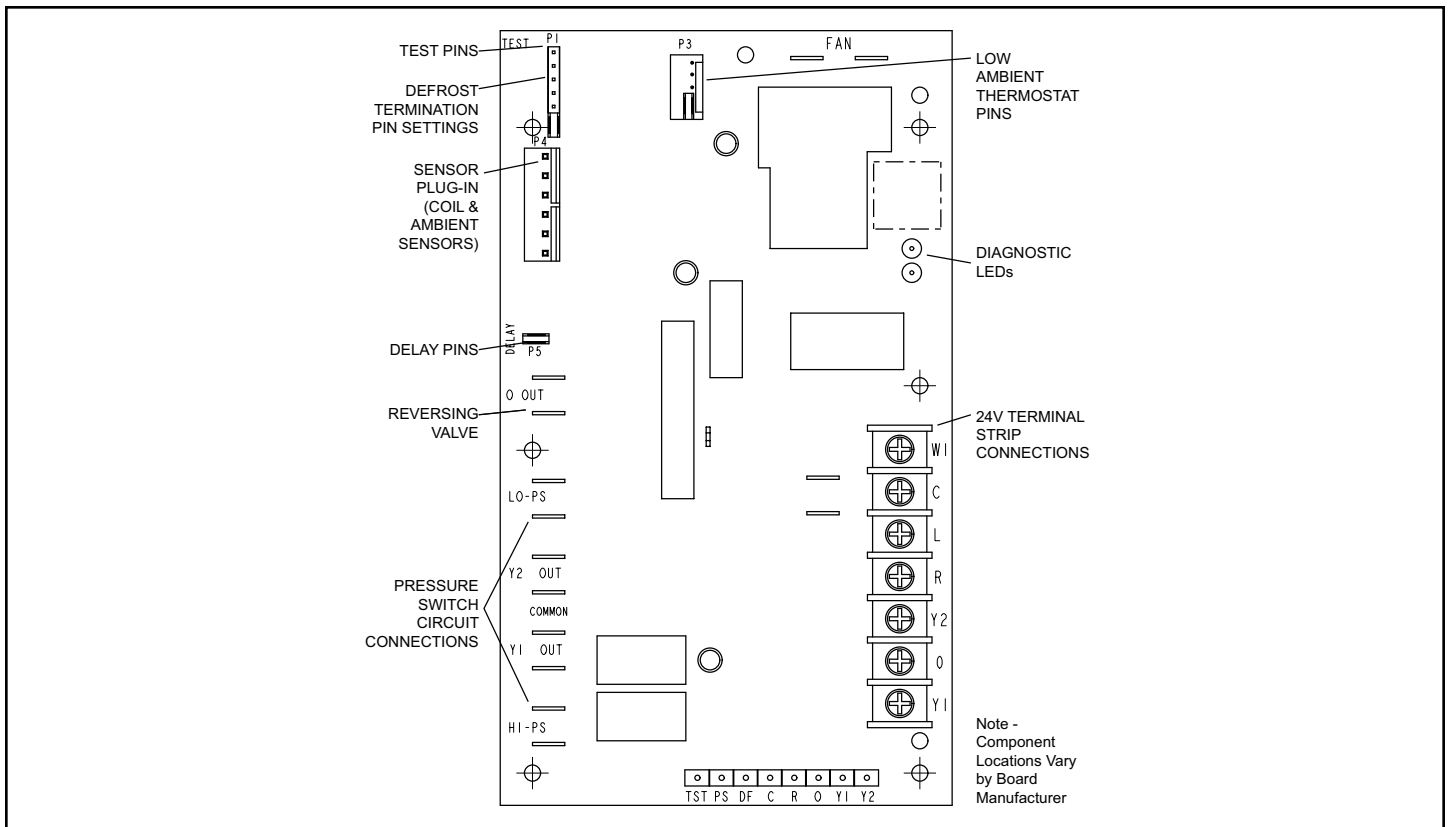 TEST PINS
DEFROST
TERMINATION
PIN SETTINGS
SENSOR
PLUG-IN
(COIL &
AMBIENT
SENSORS)
DELAY PINS
REVERSING
VALVE
PRESSURE
SWITCH
CIRCUIT
CONNECTIONS
TEST
P1
P4
DELAY
P5
O OUT
LO-PS
Y2 OUT
COMMON
Y1 OUT
HI-PS
P3
FAN
LOW
AMBIENT
THERMOSTAT
PINS
DIAGNOSTIC
LEDs
24V TERMINAL
STRIP
CONNECTIONS
W1
C
L
R
Y2
O
Y1
TST PS DF C R O Y1 Y2
Note -
Component
Locations Vary
by Board
Manufacturer